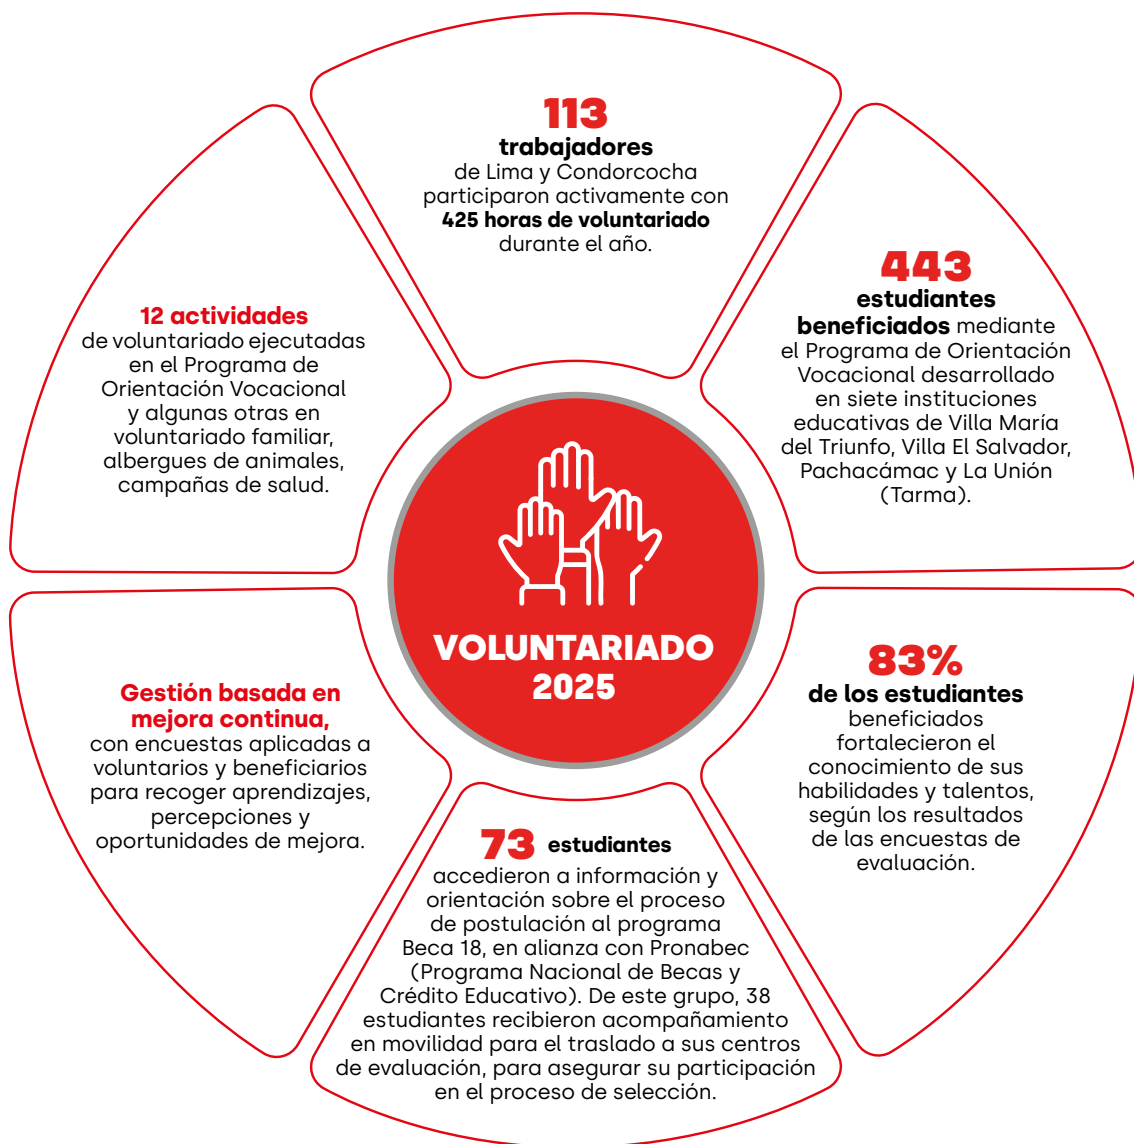 113
trabajadores
de Lima y Condorcocha
participaron activamente con
425 horas de voluntariado
durante el año.
443
estudiantes
beneficiados mediante
el Programa de Orientación
Vocacional desarrollado
en siete instituciones
educativas de Villa María
del Triunfo, Villa El Salvador,
Pachacámac y La Unión
(Tarma).
83%
de los estudiantes
beneficiados
fortalecieron el
conocimiento de sus
habilidades y talentos,
según los resultados
de las encuestas de
evaluación.
73 estudiantes
accedieron a información y
orientación sobre el proceso
de postulación al programa
Beca 18, en alianza con Pronabec
(Programa Nacional de Becas y
Crédito Educativo). De este grupo, 38
estudiantes recibieron acompañamiento
en movilidad para el traslado a sus centros
de evaluación, para asegurar su participación
en el proceso de selección.
Gestión basada en
mejora continua,
con encuestas aplicadas a
voluntarios y beneficiarios
para recoger aprendizajes,
percepciones y
oportunidades de mejora.
12 actividades
de voluntariado ejecutadas
en el Programa de
Orientación Vocacional
y algunas otras en
voluntariado familiar,
albergues de animales,
campañas de salud.
VOLUNTARIADO
2025